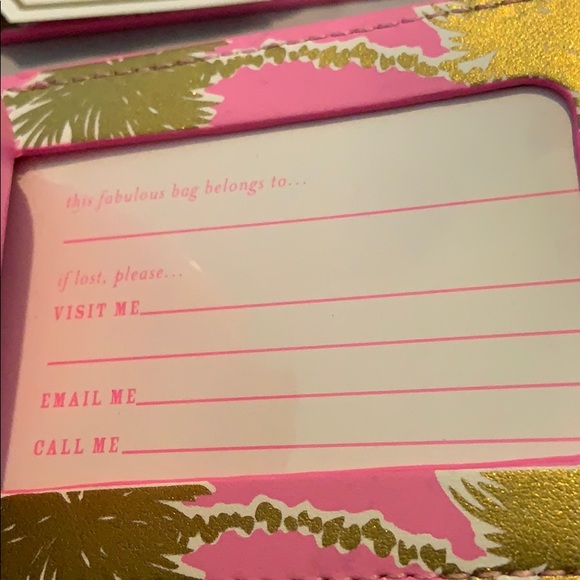 this fabulous bag belongs to...
if lost, please...
VISIT ME
EMAIL ME
CALL ME